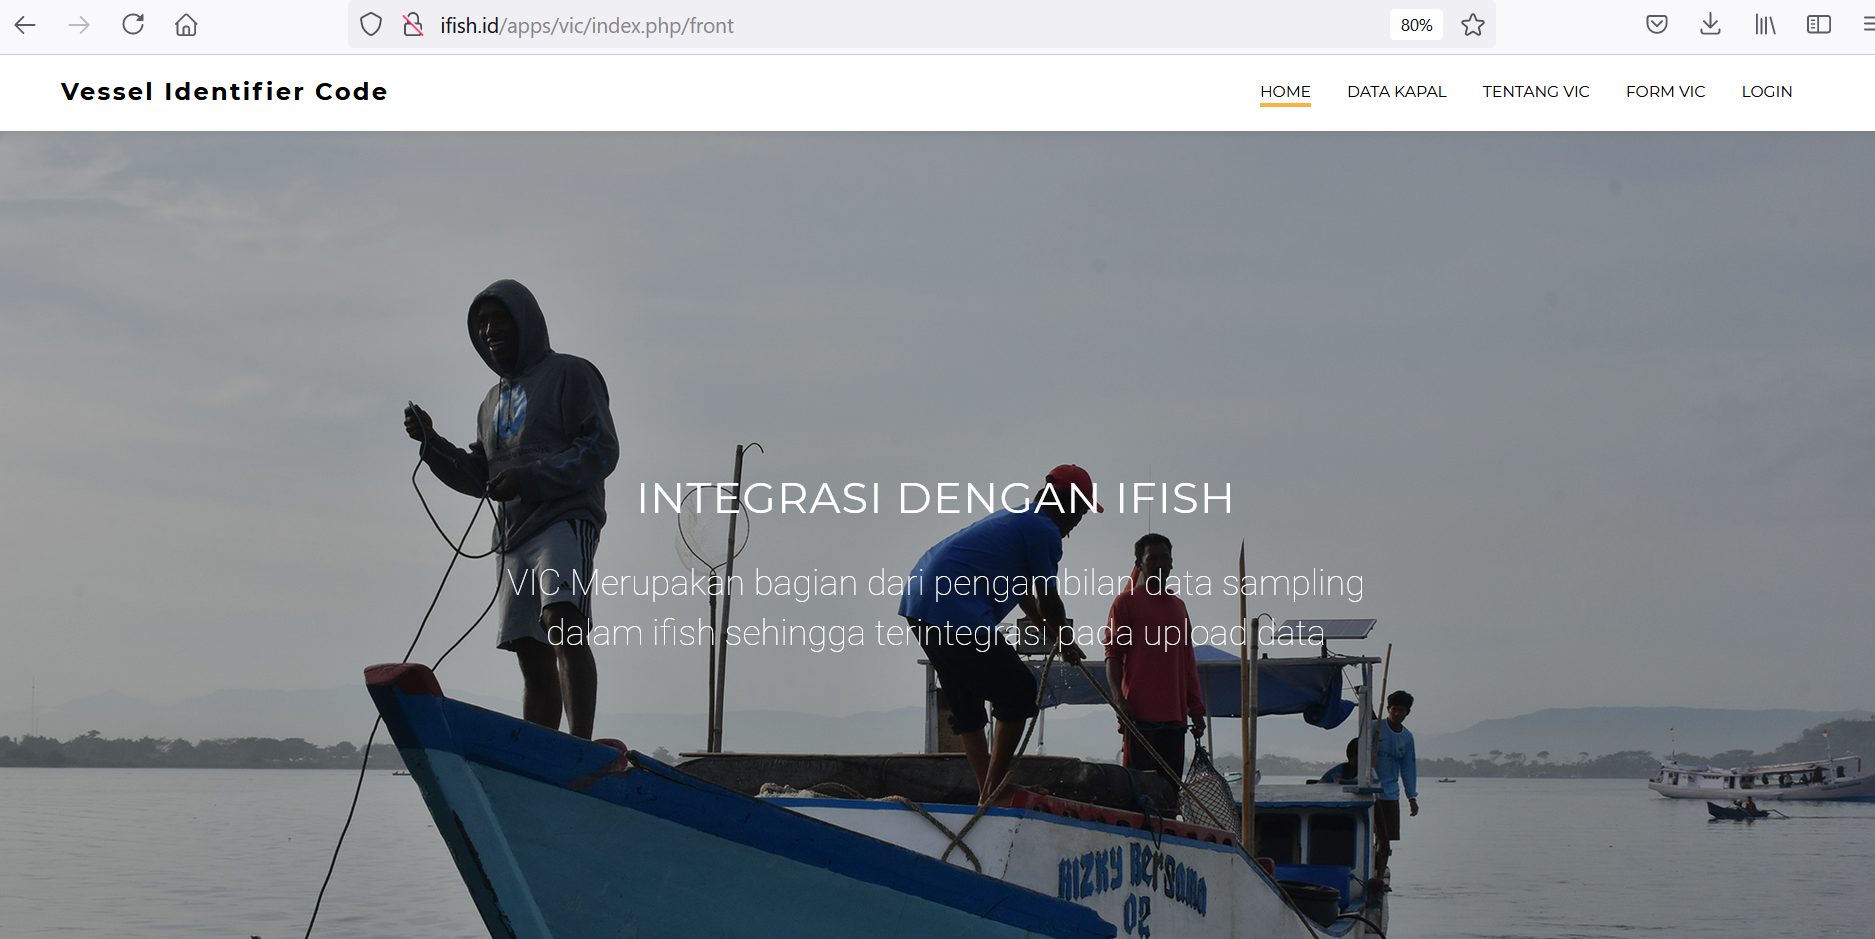 ifish.id/apps/vic/index.php/front
80%
Vessel Identifier Code
HOME
DATA KAPAL
TENTANG VIC
FORM VIC
LOGIN
INTEGRASI DENGAN IFISH
VIC Merupakan bagian dari pengambilan data sampling
dalam ifish sehingga terintegrasi pada upload data
RIZKY BerSAMA
02